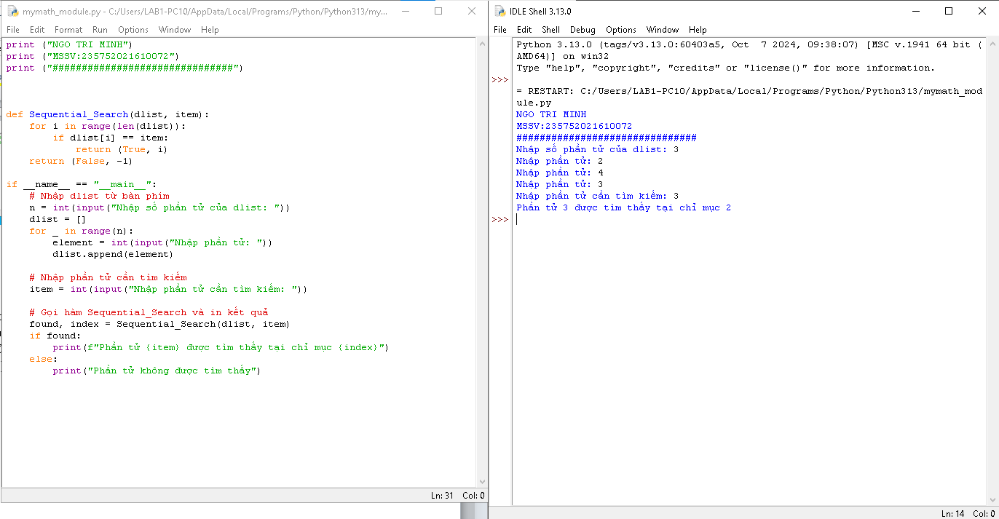 mymath_module.py - C:/Users/LAB1-PC10/AppData/Local/Programs/Python/Python313/my...
File Edit Format Run Options Window Help
print ("NGO TRI MINH")
print ("MSSV:235752021610072")
print ("###############################")
def Sequential_Search(dlist, item):
    for i in range(len(dlist)):
        if dlist[i] == item:
            return (True, i)
    return (False, -1)
if __name__ == "__main__":
    # Nhập dlist từ bàn phím
    n = int(input("Nhập số phần tử của dlist: "))
    dlist = []
    for _ in range(n):
        element = int(input("Nhập phần tử: "))
        dlist.append(element)
    # Nhập phần tử cần tìm kiếm
    item = int(input("Nhập phần tử cần tìm kiếm: "))
    # Gọi hàm Sequential_Search và in kết quả
    found, index = Sequential_Search(dlist, item)
    if found:
        print(f"Phần tử {item} được tìm thấy tại chỉ mục {index}")
    else:
        print("Phần tử không được tìm thấy")
Ln: 31 Col: 0
IDLE Shell 3.13.0
File Edit Shell Debug Options Window Help
Python 3.13.0 (tags/v3.13.0:60403a5, Oct  7 2024, 09:38:07) [MSC v.1941 64 bit (
AMD64)] on win32
Type "help", "copyright", "credits" or "license()" for more information.
>>>
= RESTART: C:/Users/LAB1-PC10/AppData/Local/Programs/Python/Python313/mymath_mod
ule.py
NGO TRI MINH
MSSV:235752021610072
###############################
Nhập số phần tử của dlist: 3
Nhập phần tử: 2
Nhập phần tử: 4
Nhập phần tử: 3
Nhập phần tử cần tìm kiếm: 3
Phần tử 3 được tìm thấy tại chỉ mục 2
>>>
Ln: 14 Col: 0